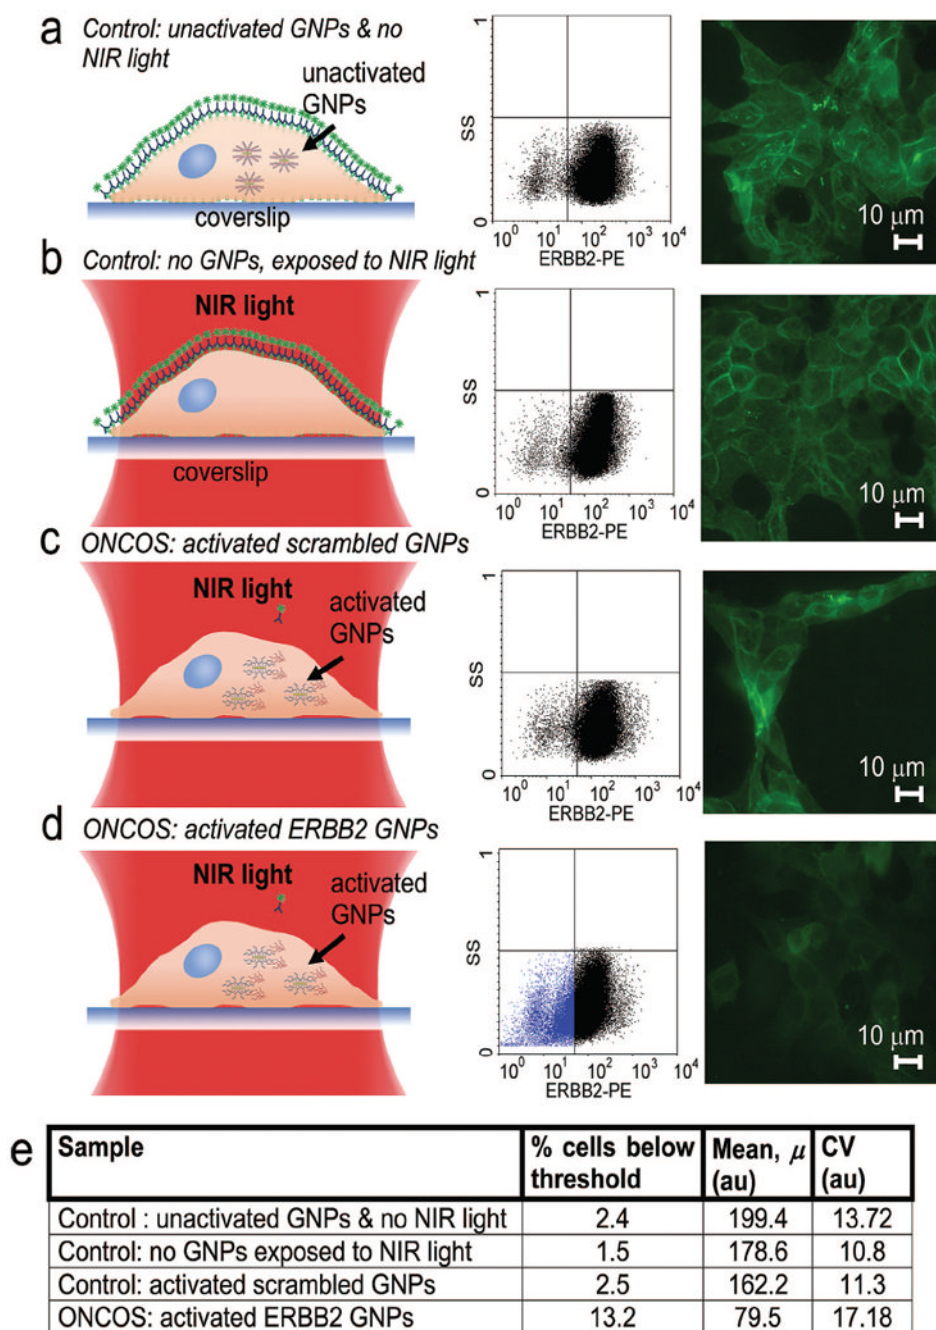 a Control: unactivated GNPs & no
NIR light
unactivated
GNPs
coverslip
1
SS
0
10⁰ 10¹ 10² 10³ 10⁴
ERBB2-PE
10 μm
b Control: no GNPs, exposed to NIR light
NIR light
coverslip
1
SS
0
10⁰ 10¹ 10² 10³ 10⁴
ERBB2-PE
10 μm
c ONCOS: activated scrambled GNPs
NIR light
activated
GNPs
1
SS
0
10⁰ 10¹ 10² 10³ 10⁴
ERBB2-PE
10 μm
d ONCOS: activated ERBB2 GNPs
NIR light
activated
GNPs
1
SS
0
10⁰ 10¹ 10² 10³ 10⁴
ERBB2-PE
10 μm
e
Sample % cells below threshold Mean, μ (au) CV (au)
Control : unactivated GNPs & no NIR light 2.4 199.4 13.72
Control: no GNPs exposed to NIR light 1.5 178.6 10.8
Control: activated scrambled GNPs 2.5 162.2 11.3
ONCOS: activated ERBB2 GNPs 13.2 79.5 17.18